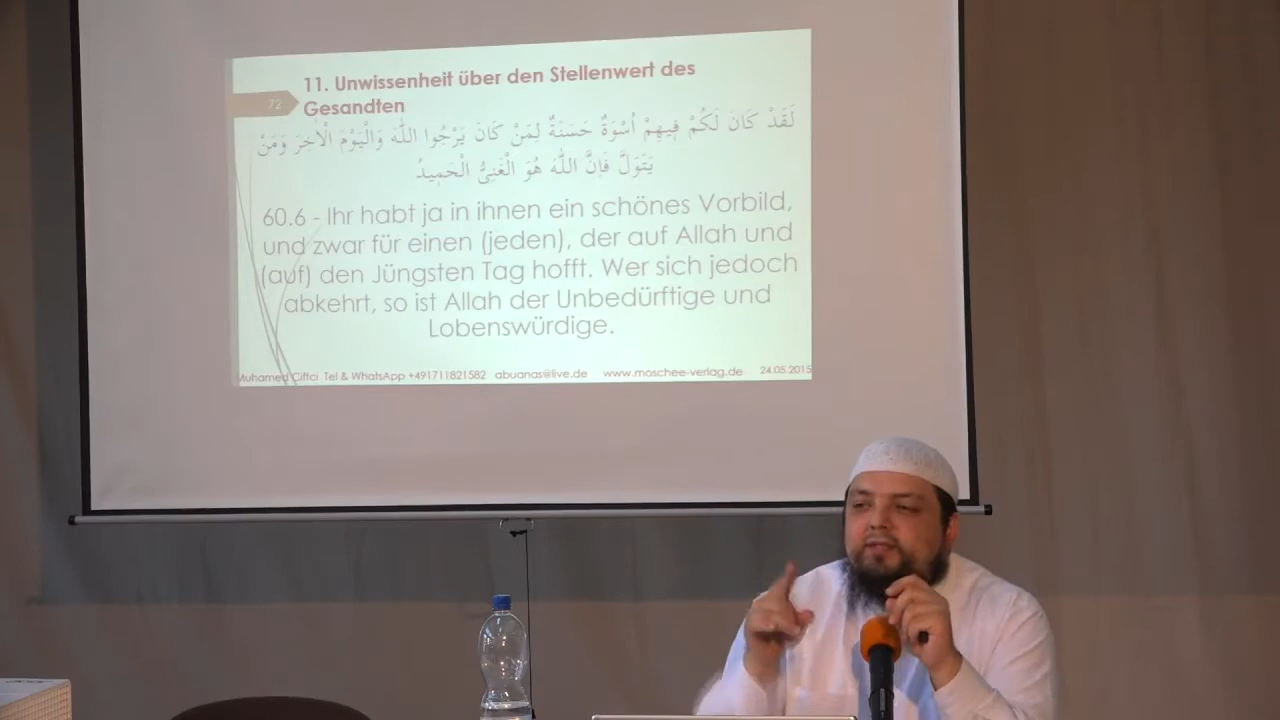 11. Unwissenheit über den Stellenwert des
72
Gesandten
لَقَدْ كَانَ لَكُمْ فِيهِمْ أُسْوَةٌ حَسَنَةٌ لِمَنْ كَانَ يَرْجُوا اللّٰهَ وَالْيَوْمَ الْاٰخِرَ وَمَنْ
يَتَوَلَّ فَاِنَّ اللّٰهَ هُوَ الْغَنِىُّ الْحَمِيدُ
60.6 - Ihr habt ja in ihnen ein schönes Vorbild,
und zwar für einen (jeden), der auf Allah und
(auf) den Jüngsten Tag hofft. Wer sich jedoch
abkehrt, so ist Allah der Unbedürftige und
Lobenswürdige.
Muhamed Ciftci Tel & WhatsApp +491711821582 abuanas@live.de www.moschee-verlag.de 24.05.2015